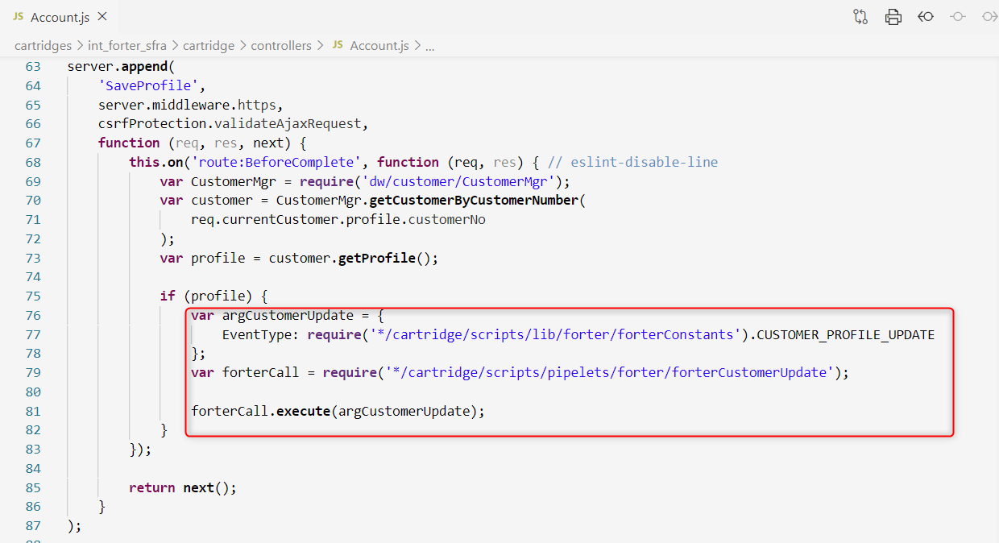 JS Account.js ×
cartridges > int_forter_sfra > cartridge > controllers > JS Account.js > ...
63 server.append(
64     'SaveProfile',
65     server.middleware.https,
66     csrfProtection.validateAjaxRequest,
67     function (req, res, next) {
68         this.on('route:BeforeComplete', function (req, res) { // eslint-disable-line
69             var CustomerMgr = require('dw/customer/CustomerMgr');
70             var customer = CustomerMgr.getCustomerByCustomerNumber(
71                 req.currentCustomer.profile.customerNo
72             );
73             var profile = customer.getProfile();
74
75             if (profile) {
76                 var argCustomerUpdate = {
77                     EventType: require('*/cartridge/scripts/lib/forter/forterConstants').CUSTOMER_PROFILE_UPDATE
78                 };
79                 var forterCall = require('*/cartridge/scripts/pipelets/forter/forterCustomerUpdate');
80
81                 forterCall.execute(argCustomerUpdate);
82             }
83         });
84
85         return next();
86     }
87 );